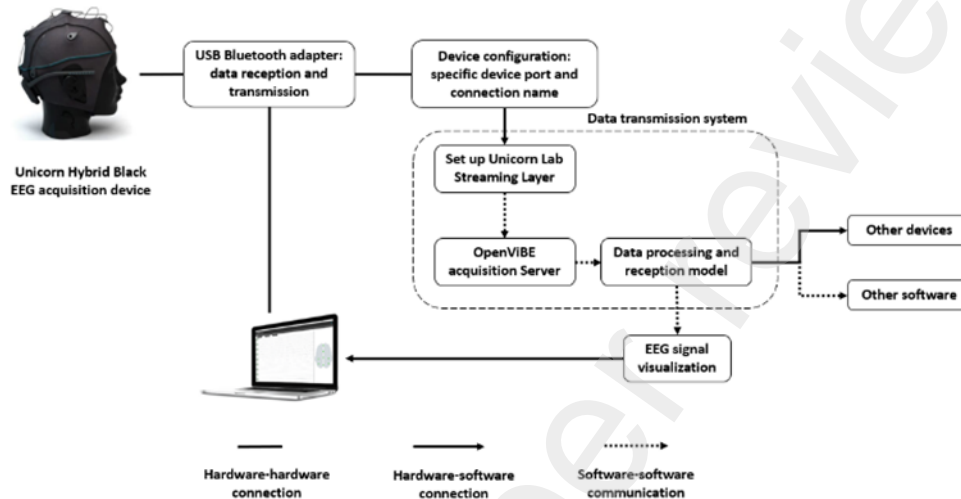 USB Bluetooth adapter:
data reception and
transmission
Device configuration:
specific device port and
connection name
Data transmission system
Unicorn Hybrid Black
EEG acquisition device
Set up Unicorn Lab
Streaming Layer
OpenViBE
acquisition Server
Data processing and
reception model
Other devices
Other software
EEG signal
visualization
Hardware-hardware
connection
Hardware-software
connection
Software-software
communication
er review